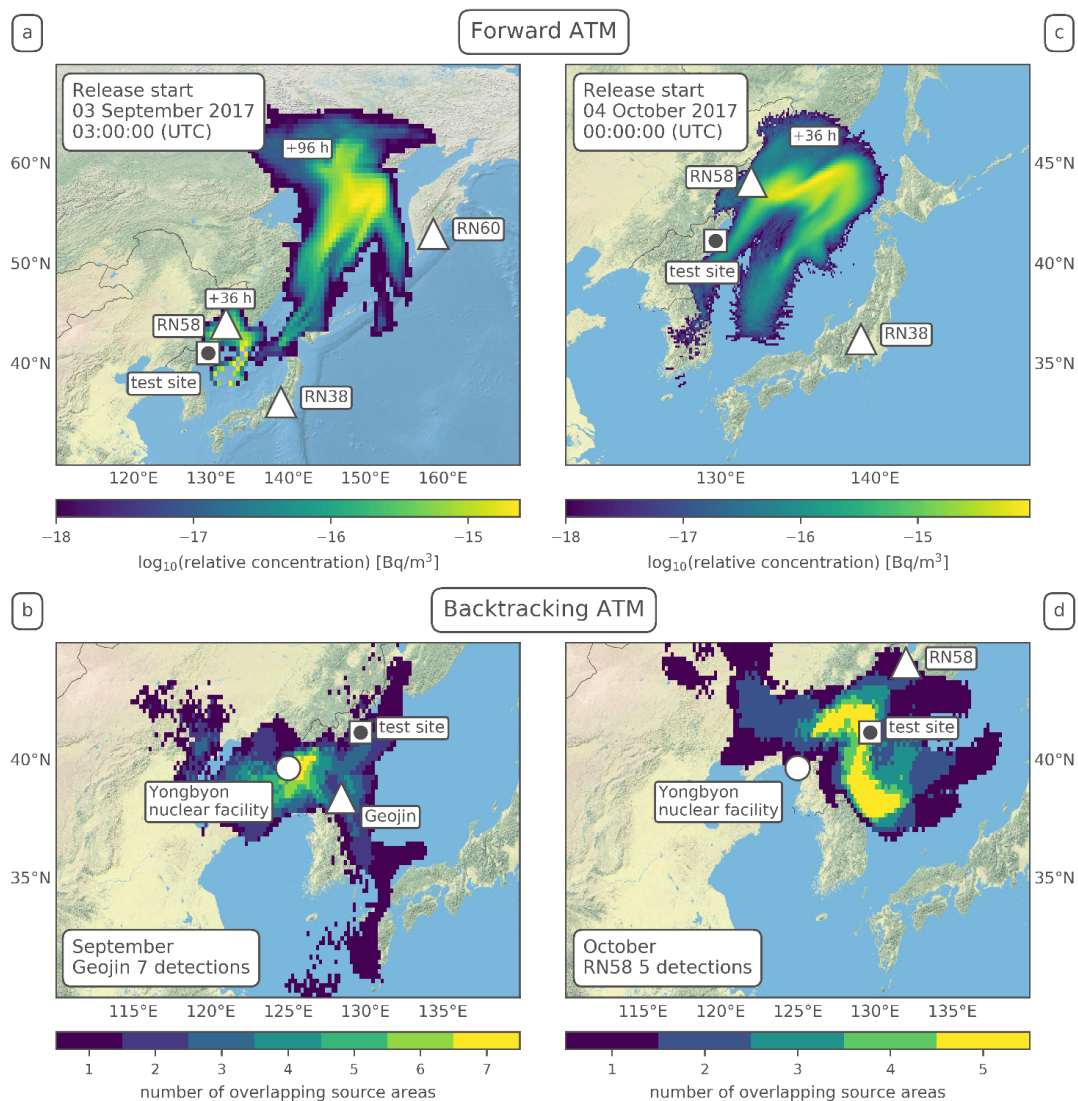 a
Forward ATM
c
Release start
03 September 2017
03:00:00 (UTC)
+96 h
RN60
+36 h
RN58
test site
RN38
60°N
50°N
40°N
120°E 130°E 140°E 150°E 160°E
Release start
04 October 2017
00:00:00 (UTC)
+36 h
RN58
test site
RN38
45°N
40°N
35°N
130°E 140°E
−18 −17 −16 −15
log₁₀(relative concentration) [Bq/m³]
−18 −17 −16 −15
log₁₀(relative concentration) [Bq/m³]
b
Backtracking ATM
d
test site
Yongbyon
nuclear facility
Geojin
September
Geojin 7 detections
40°N
35°N
115°E 120°E 125°E 130°E 135°E
RN58
test site
Yongbyon
nuclear facility
October
RN58 5 detections
40°N
35°N
115°E 120°E 125°E 130°E 135°E
1 2 3 4 5 6 7
number of overlapping source areas
1 2 3 4 5
number of overlapping source areas